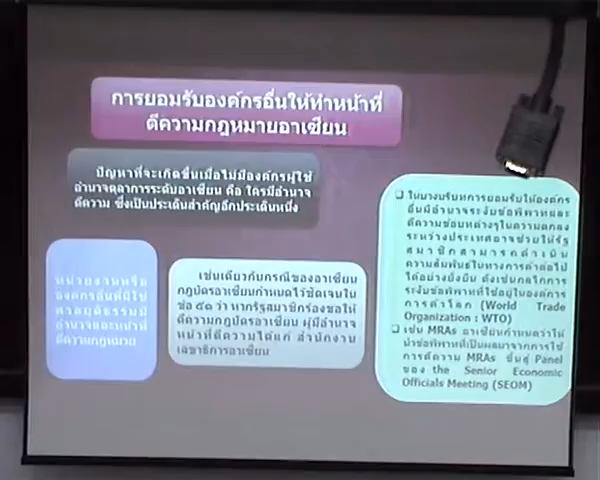 การยอมรับองค์กรอื่นให้ทำหน้าที่
ตีความกฎหมายอาเซียน
ปัญหาที่จะเกิดขึ้นเมื่อไม่มีองค์กรผู้ใช้
อำนาจตุลาการระดับอาเซียน คือ ใครมีอำนาจ
ตีความ ซึ่งเป็นประเด็นสำคัญอีกประเด็นหนึ่ง
หน่วยงานหรือ
องค์กรอื่นที่มิใช่
ศาลยุติธรรมมี
อำนาจและหน้าที่
ตีความกฎหมาย
เช่นเดียวกับกรณีของอาเซียน
กฎบัตรอาเซียนกำหนดไว้ชัดเจนใน
ข้อ ๕๑ ว่า หากรัฐสมาชิกร้องขอให้
ตีความกฎบัตรอาเซียน ผู้มีอำนาจ
หน้าที่ตีความได้แก่ สำนักงาน
เลขาธิการอาเซียน
ในบางบริบทการยอมรับให้องค์กร
อื่นมีอำนาจระงับข้อพิพาทและ
ตีความข้อบทต่างๆในความตกลง
ระหว่างประเทศอาจช่วยให้รัฐ
สมาชิกสามารถดำเนิน
ความสัมพันธ์ในทางการค้าต่อไป
ได้อย่างยั่งยืน ดังเช่นกลไกการ
ระงับข้อพิพาทที่ใช้อยู่ในองค์การ
การค้าโลก (World Trade
Organization : WTO)
เช่น MRAs อาเซียนกำหนดว่าให้
นำข้อพิพาทที่เป็นผลมาจากการใช้
การตีความ MRAs ขึ้นสู่ Panel
ของ the Senior Economic
Officials Meeting (SEOM)